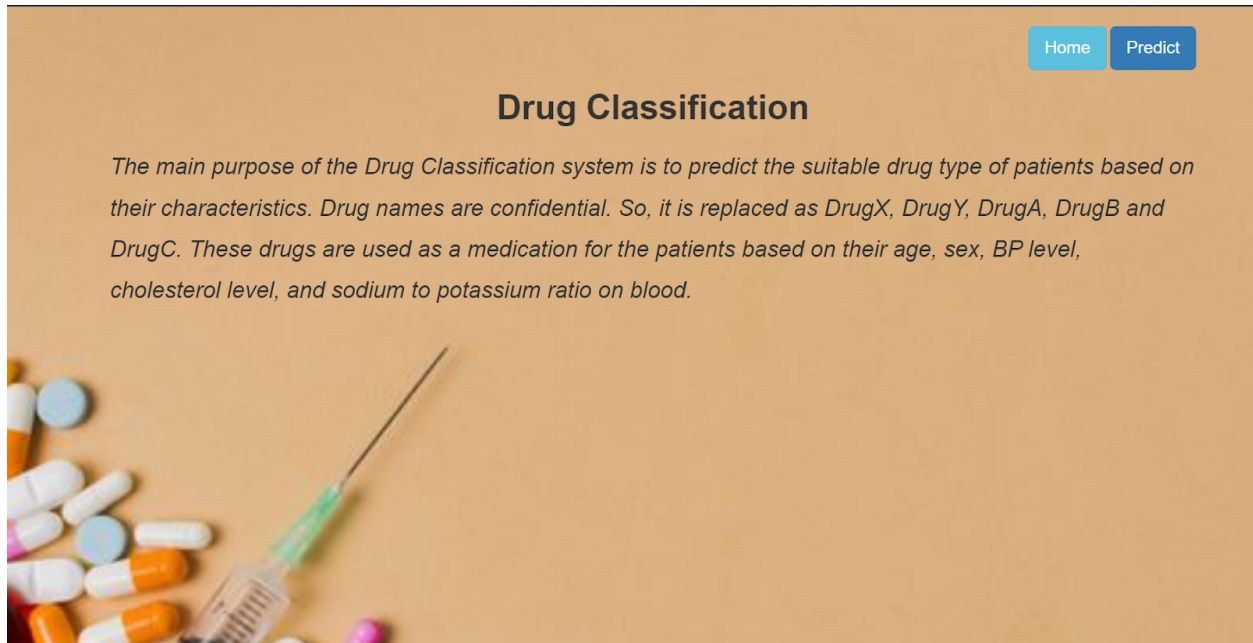 Home Predict
Drug Classification
The main purpose of the Drug Classification system is to predict the suitable drug type of patients based on
their characteristics. Drug names are confidential. So, it is replaced as DrugX, DrugY, DrugA, DrugB and
DrugC. These drugs are used as a medication for the patients based on their age, sex, BP level,
cholesterol level, and sodium to potassium ratio on blood.